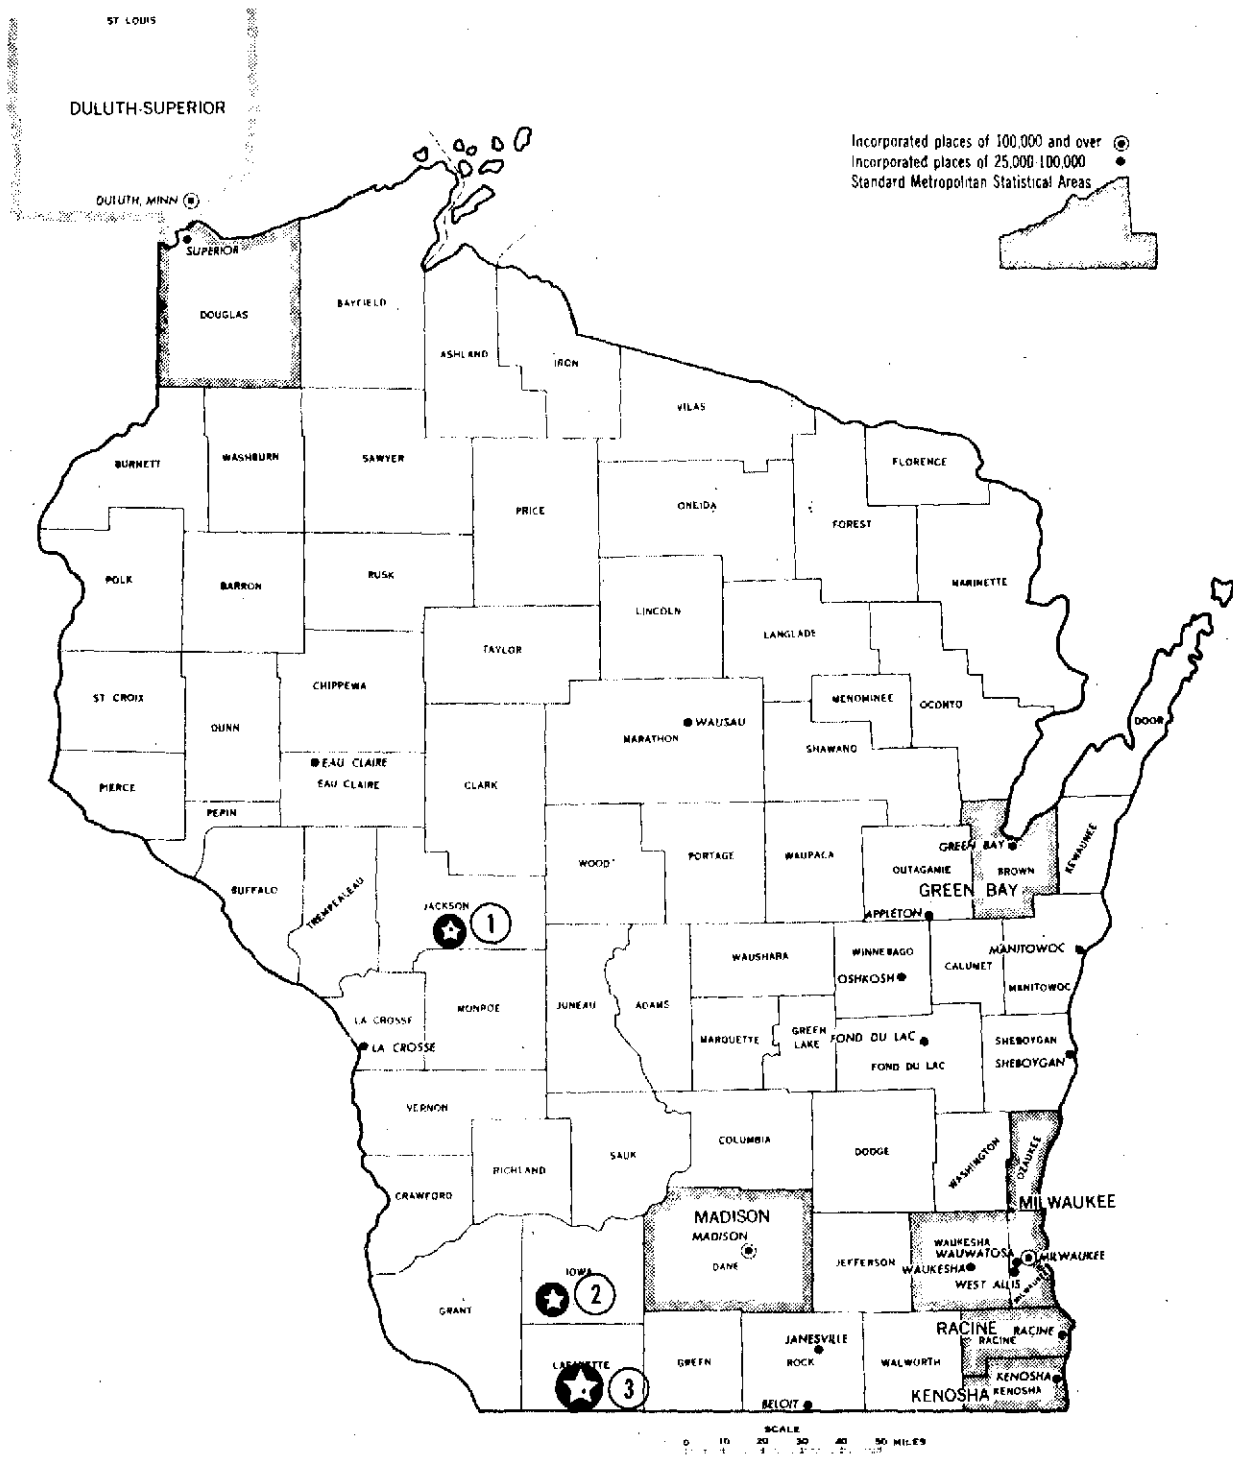 ST LOUIS
DULUTH-SUPERIOR
DULUTH, MINN
Incorporated places of 100,000 and over
Incorporated places of 25,000-100,000
Standard Metropolitan Statistical Areas
SUPERIOR
DOUGLAS
BAYFIELD
ASHLAND
IRON
VILAS
BURNETT
WASHBURN
SAWYER
PRICE
ONEIDA
FOREST
FLORENCE
MARINETTE
POLK
BARRON
RUSK
LINCOLN
LANGLADE
TAYLOR
CHIPPEWA
ST CROIX
DUNN
MENOMINEE
OCONTO
DOOR
WAUSAU
MARATHON
SHAWANO
EAU CLAIRE
EAU CLAIRE
CLARK
PIERCE
PEPIN
BUFFALO
TREMPEALEAU
JACKSON
1
WOOD
PORTAGE
WAUPACA
OUTAGAMIE
GREEN BAY
BROWN
GREEN BAY
KEWAUNEE
APPLETON
WAUSHARA
WINNEBAGO
OSHKOSH
CALUMET
MANITOWOC
MANITOWOC
LA CROSSE
LA CROSSE
MONROE
JUNEAU
ADAMS
MARQUETTE
GREEN
LAKE
FOND DU LAC
FOND DU LAC
SHEBOYGAN
SHEBOYGAN
VERNON
RICHLAND
SAUK
COLUMBIA
DODGE
WASHINGTON
OZAUKEE
CRAWFORD
MADISON
MADISON
DANE
MILWAUKEE
JEFFERSON
WAUKESHA
WAUWATOSA
MILWAUKEE
WAUKESHA
WEST ALLIS
MILWAUKEE
GRANT
IOWA
2
LAFAYETTE
3
GREEN
JANESVILLE
ROCK
BELOIT
WALWORTH
RACINE
RACINE
RACINE
KENOSHA
KENOSHA
KENOSHA
SCALE
0 10 20 30 40 50 MILES